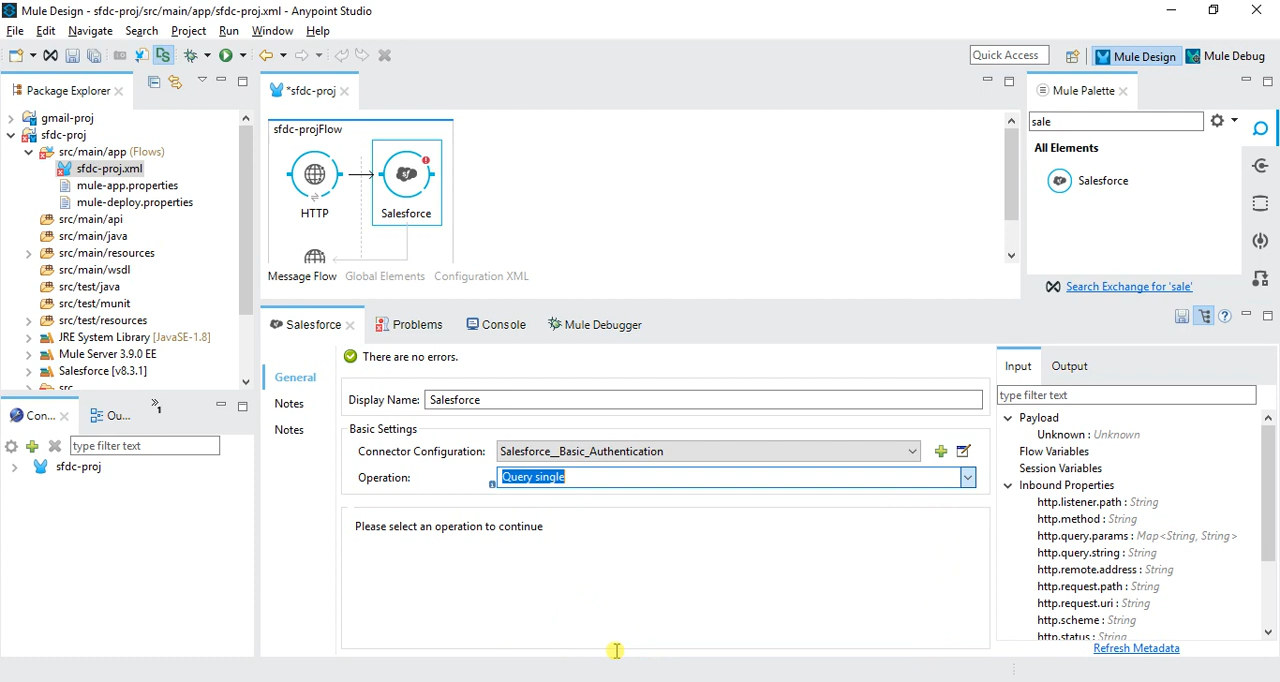 Mule Design - sfdc-proj/src/main/app/sfdc-proj.xml - Anypoint Studio
File Edit Navigate Search Project Run Window Help
Quick Access
Mule Design
Mule Debug
Package Explorer
gmail-proj
sfdc-proj
src/main/app (Flows)
sfdc-proj.xml
mule-app.properties
mule-deploy.properties
src/main/api
src/main/java
src/main/resources
src/main/wsdl
src/test/java
src/test/munit
src/test/resources
JRE System Library [JavaSE-1.8]
Mule Server 3.9.0 EE
Salesforce [v8.3.1]
src
Con...
Ou...
1
type filter text
sfdc-proj
*sfdc-proj
sfdc-projFlow
HTTP
Salesforce
Message Flow Global Elements Configuration XML
Mule Palette
sale
All Elements
Salesforce
Search Exchange for 'sale'
Salesforce
Problems
Console
Mule Debugger
General
Notes
Notes
There are no errors.
Display Name: Salesforce
Basic Settings
Connector Configuration: Salesforce__Basic_Authentication
Operation: Query single
Please select an operation to continue
Input
Output
type filter text
Payload
Unknown : Unknown
Flow Variables
Session Variables
Inbound Properties
http.listener.path : String
http.method : String
http.query.params : Map<String, String>
http.query.string : String
http.remote.address : String
http.request.path : String
http.request.uri : String
http.scheme : String
http.status : String
Refresh Metadata